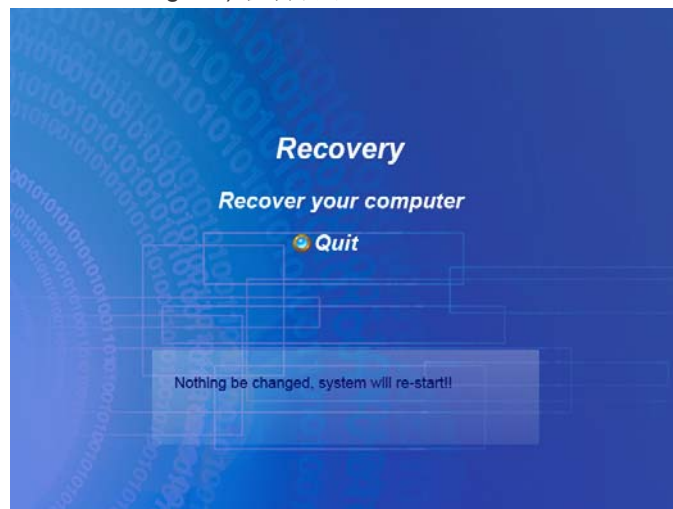 Recovery
Recover your computer
Quit
Nothing be changed, system will re-start!!